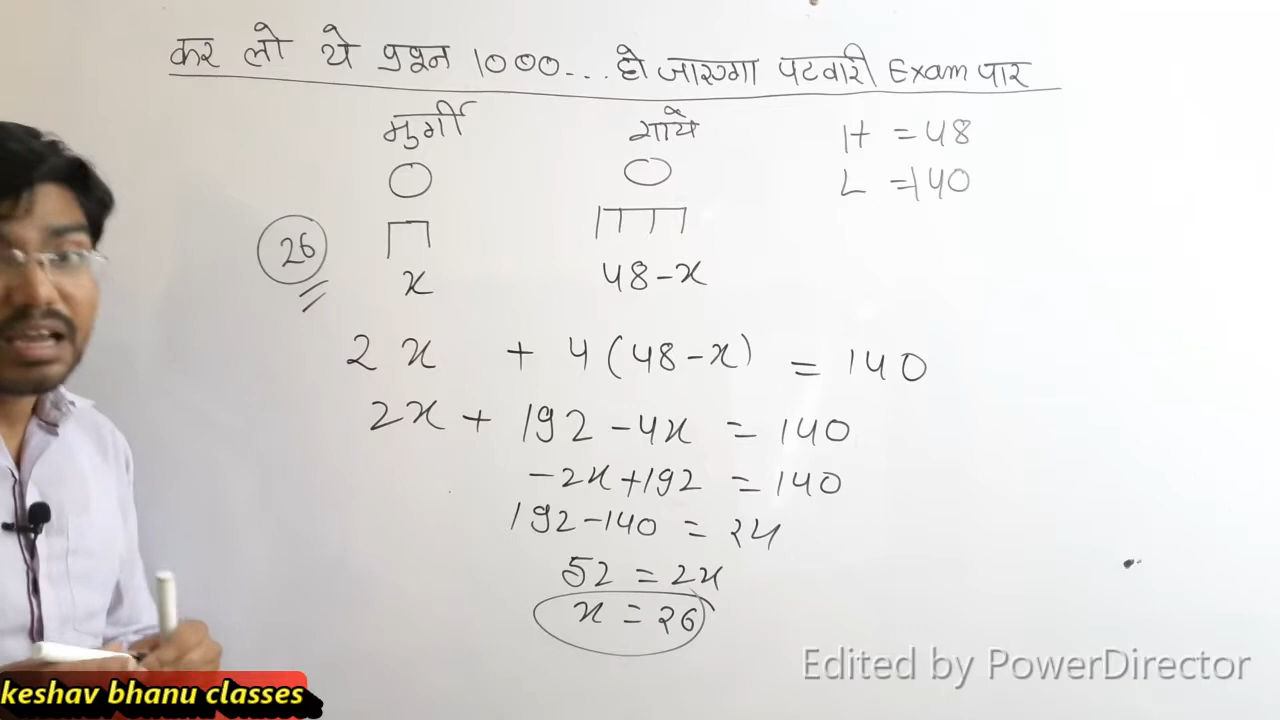 कर लो ये प्रश्न 1000... हो जाएगा पटवारी Exam पार
मुर्गी गाये H = 48
L = 140
26
x 48-x
2x + 4(48-x) = 140
2x + 192 - 4x = 140
-2x+192 = 140
192-140 = 2x
52 = 2x
x = 26
Edited by PowerDirector
keshav bhanu classes